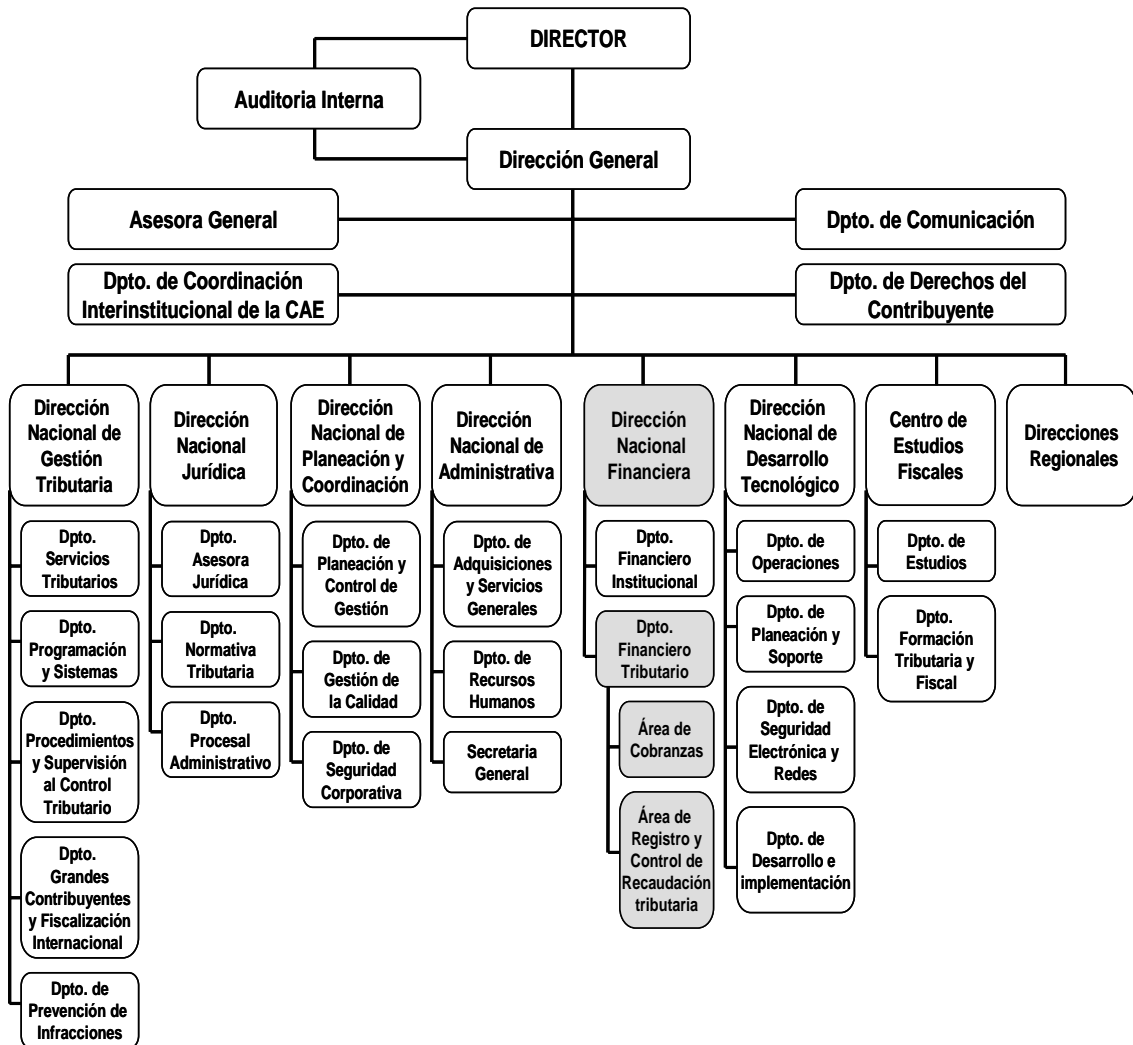 DIRECTOR
Auditoria Interna
Dirección General
Asesora General
Dpto. de Comunicación
Dpto. de Coordinación
Interinstitucional de la CAE
Dpto. de Derechos del
Contribuyente
Dirección
Nacional de
Gestión
Tributaria
Dirección
Nacional
Jurídica
Dirección
Nacional de
Planeación y
Coordinación
Dirección
Nacional de
Administrativa
Dirección
Nacional
Financiera
Dirección
Nacional de
Desarrollo
Tecnológico
Centro de
Estudios
Fiscales
Direcciones
Regionales
Dpto.
Servicios
Tributarios
Dpto.
Programación
y Sistemas
Dpto.
Procedimientos
y Supervisión
al Control
Tributario
Dpto.
Grandes
Contribuyentes
y Fiscalización
Internacional
Dpto. de
Prevención de
Infracciones
Dpto.
Asesora
Jurídica
Dpto.
Normativa
Tributaria
Dpto.
Procesal
Administrativo
Dpto. de
Planeación y
Control de
Gestión
Dpto. de
Gestión de
la Calidad
Dpto. de
Seguridad
Corporativa
Dpto. de
Adquisiciones
y Servicios
Generales
Dpto. de
Recursos
Humanos
Secretaria
General
Dpto.
Financiero
Institucional
Dpto.
Financiero
Tributario
Área de
Cobranzas
Área de
Registro y
Control de
Recaudación
tributaria
Dpto. de
Operaciones
Dpto. de
Planeación y
Soporte
Dpto. de
Seguridad
Electrónica y
Redes
Dpto. de
Desarrollo e
implementación
Dpto. de
Estudios
Dpto.
Formación
Tributaria y
Fiscal